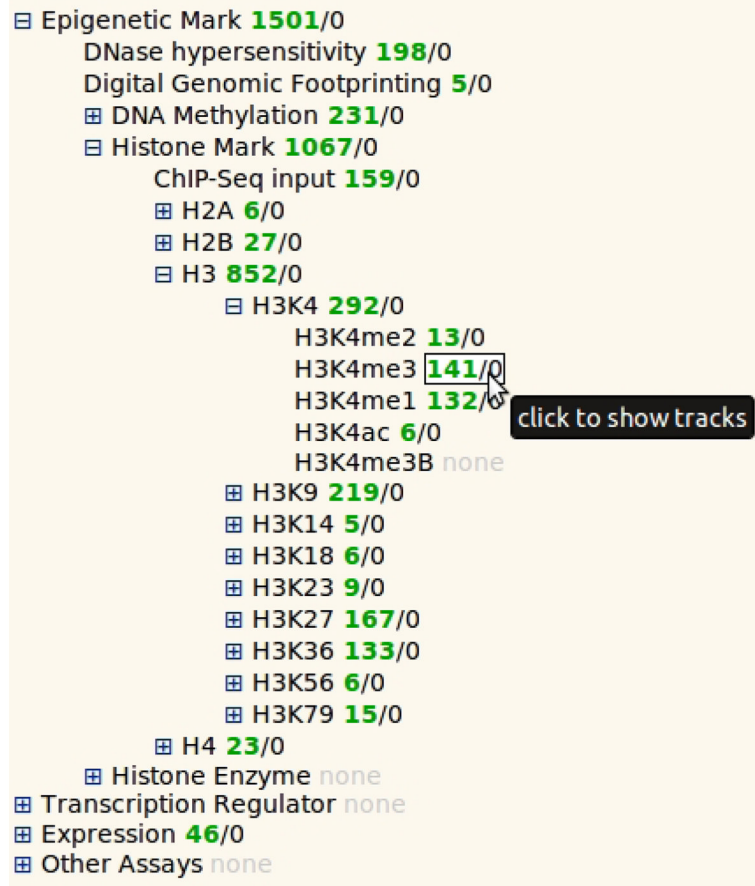 Epigenetic Mark 1501/0
DNase hypersensitivity 198/0
Digital Genomic Footprinting 5/0
DNA Methylation 231/0
Histone Mark 1067/0
ChIP-Seq input 159/0
H2A 6/0
H2B 27/0
H3 852/0
H3K4 292/0
H3K4me2 13/0
H3K4me3 141/0
H3K4me1 132/0
click to show tracks
H3K4ac 6/0
H3K4me3B none
H3K9 219/0
H3K14 5/0
H3K18 6/0
H3K23 9/0
H3K27 167/0
H3K36 133/0
H3K56 6/0
H3K79 15/0
H4 23/0
Histone Enzyme none
Transcription Regulator none
Expression 46/0
Other Assays none